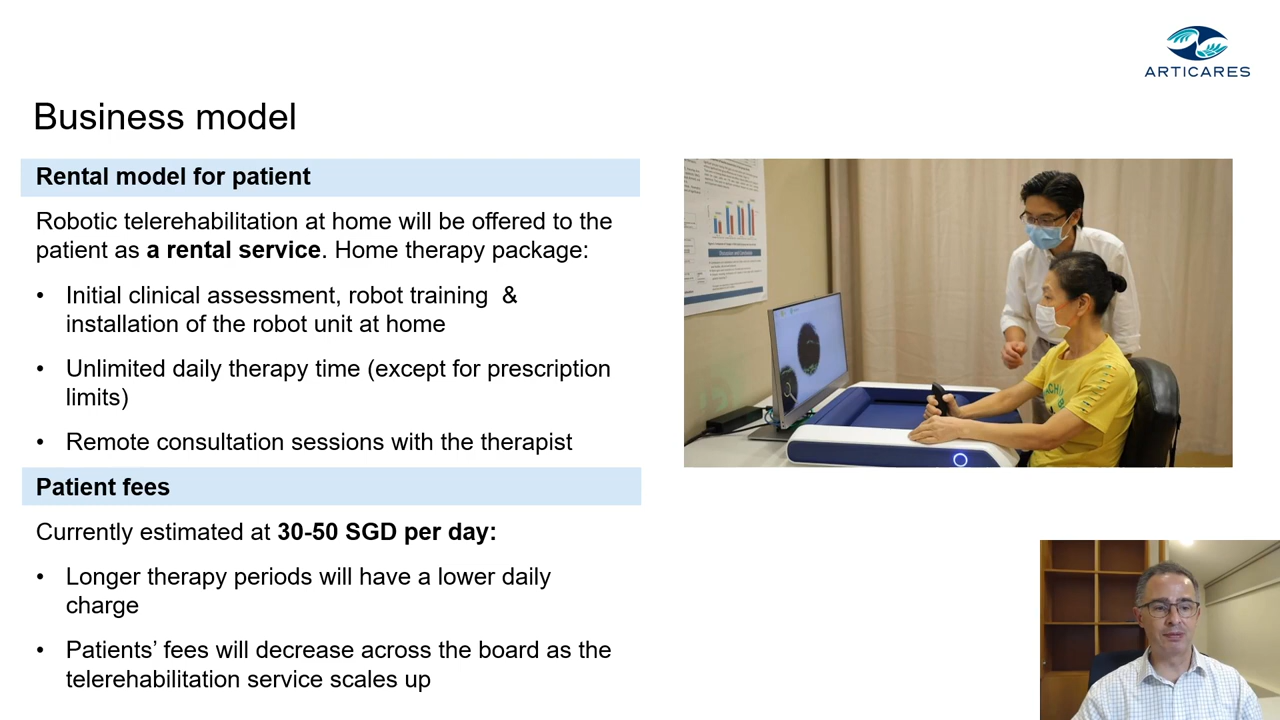 ARTICARES
Business model
Rental model for patient
Robotic telerehabilitation at home will be offered to the
patient as a rental service. Home therapy package:
• Initial clinical assessment, robot training &
installation of the robot unit at home
• Unlimited daily therapy time (except for prescription
limits)
• Remote consultation sessions with the therapist
Patient fees
Currently estimated at 30-50 SGD per day:
• Longer therapy periods will have a lower daily
charge
• Patients’ fees will decrease across the board as the
telerehabilitation service scales up